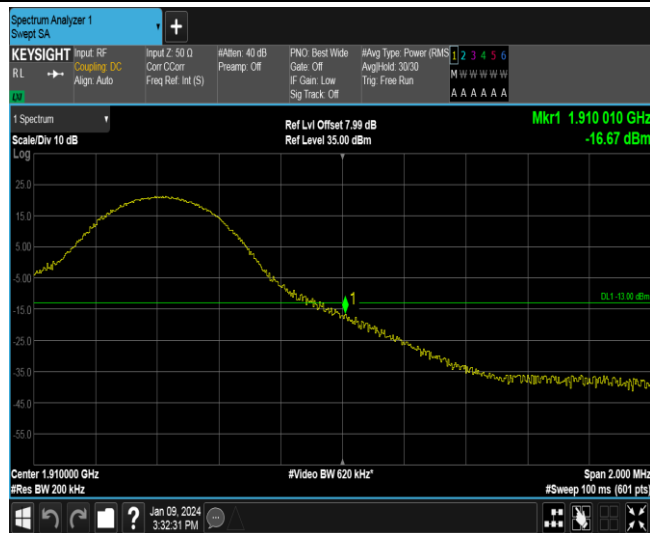 Spectrum Analyzer 1
Swept SA
+
KEYSIGHT
RL
Input: RF
Coupling: DC
Align: Auto
Input Z: 50 Ω
Corr CCorr
Freq Ref: Int (S)
#Atten: 40 dB
Preamp: Off
PNO: Best Wide
Gate: Off
IF Gain: Low
Sig Track: Off
#Avg Type: Power (RMS
Avg|Hold: 30/30
Trig: Free Run
1 2 3 4 5 6
M W W W W W
A A A A A A
1 Spectrum
Scale/Div 10 dB
Log
Ref Lvl Offset 7.99 dB
Ref Level 35.00 dBm
Mkr1 1.910 010 GHz
-16.67 dBm
25.0
15.0
5.00
-5.00
-15.0
-25.0
-35.0
-45.0
-55.0
1
DL1 -13.00 dBm
Center 1.910000 GHz
#Res BW 200 kHz
#Video BW 620 kHz*
Span 2.000 MHz
#Sweep 100 ms (601 pts)
?
Jan 09, 2024
3:32:31 PM